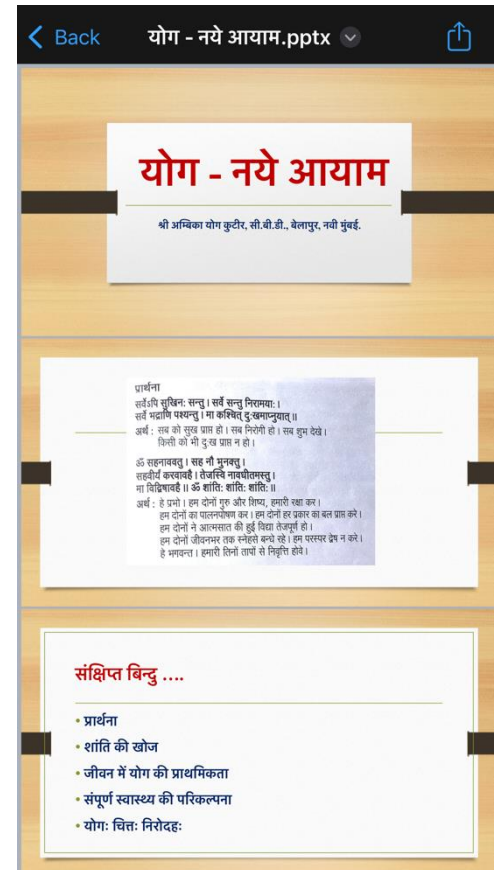 Back
योग - नये आयाम.pptx
योग - नये आयाम
श्री अम्बिका योग कुटीर, सी.बी.डी., बेलापुर, नवी मुंबई.
प्रार्थना
सर्वेऽपि सुखिन: सन्तु। सर्वे सन्तु निरामया:।
सर्वे भद्राणि पश्यन्तु। मा कश्चित् दु:खमाप्नुयात्॥
अर्थ : सब को सुख प्राप्त हो। सब निरोगी हो। सब शुभ देखे।
किसी को भी दु:ख प्राप्त न हो।
ॐ सहनाववतु। सह नौ भुनक्तु।
सहवीर्यं करवावहै। तेजस्वि नावधीतमस्तु।
मा विद्विषावहै॥ ॐ शांति: शांति: शांति:॥
अर्थ : हे प्रभो। हम दोनों गुरु और शिष्य, हमारी रक्षा कर।
हम दोनों का पालनपोषण कर। हम दोनों हर प्रकार का बल प्राप्त करे।
हम दोनों ने आत्मसात की हुई विद्या तेजपूर्ण हो।
हम दोनों जीवनभर तक स्नेहसे बन्धे रहे। हम परस्पर द्वेष न करे।
हे भगवन्त। हमारी तिनों तापों से निवृत्ति होवे।
संक्षिप्त बिन्दु ....
• प्रार्थना
• शांति की खोज
• जीवन में योग की प्राथमिकता
• संपूर्ण स्वास्थ्य की परिकल्पना
• योगः चित्तः निरोदहः